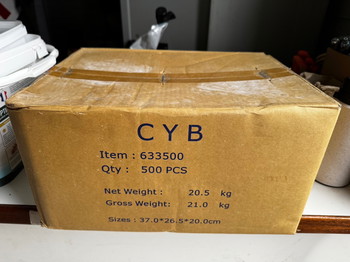 CYB
Item : 633500
Qty : 500 PCS
Net Weight : 20.5 kg
Gross Weight: 21.0 kg
Sizes : 37.0*26.5*20.0cm